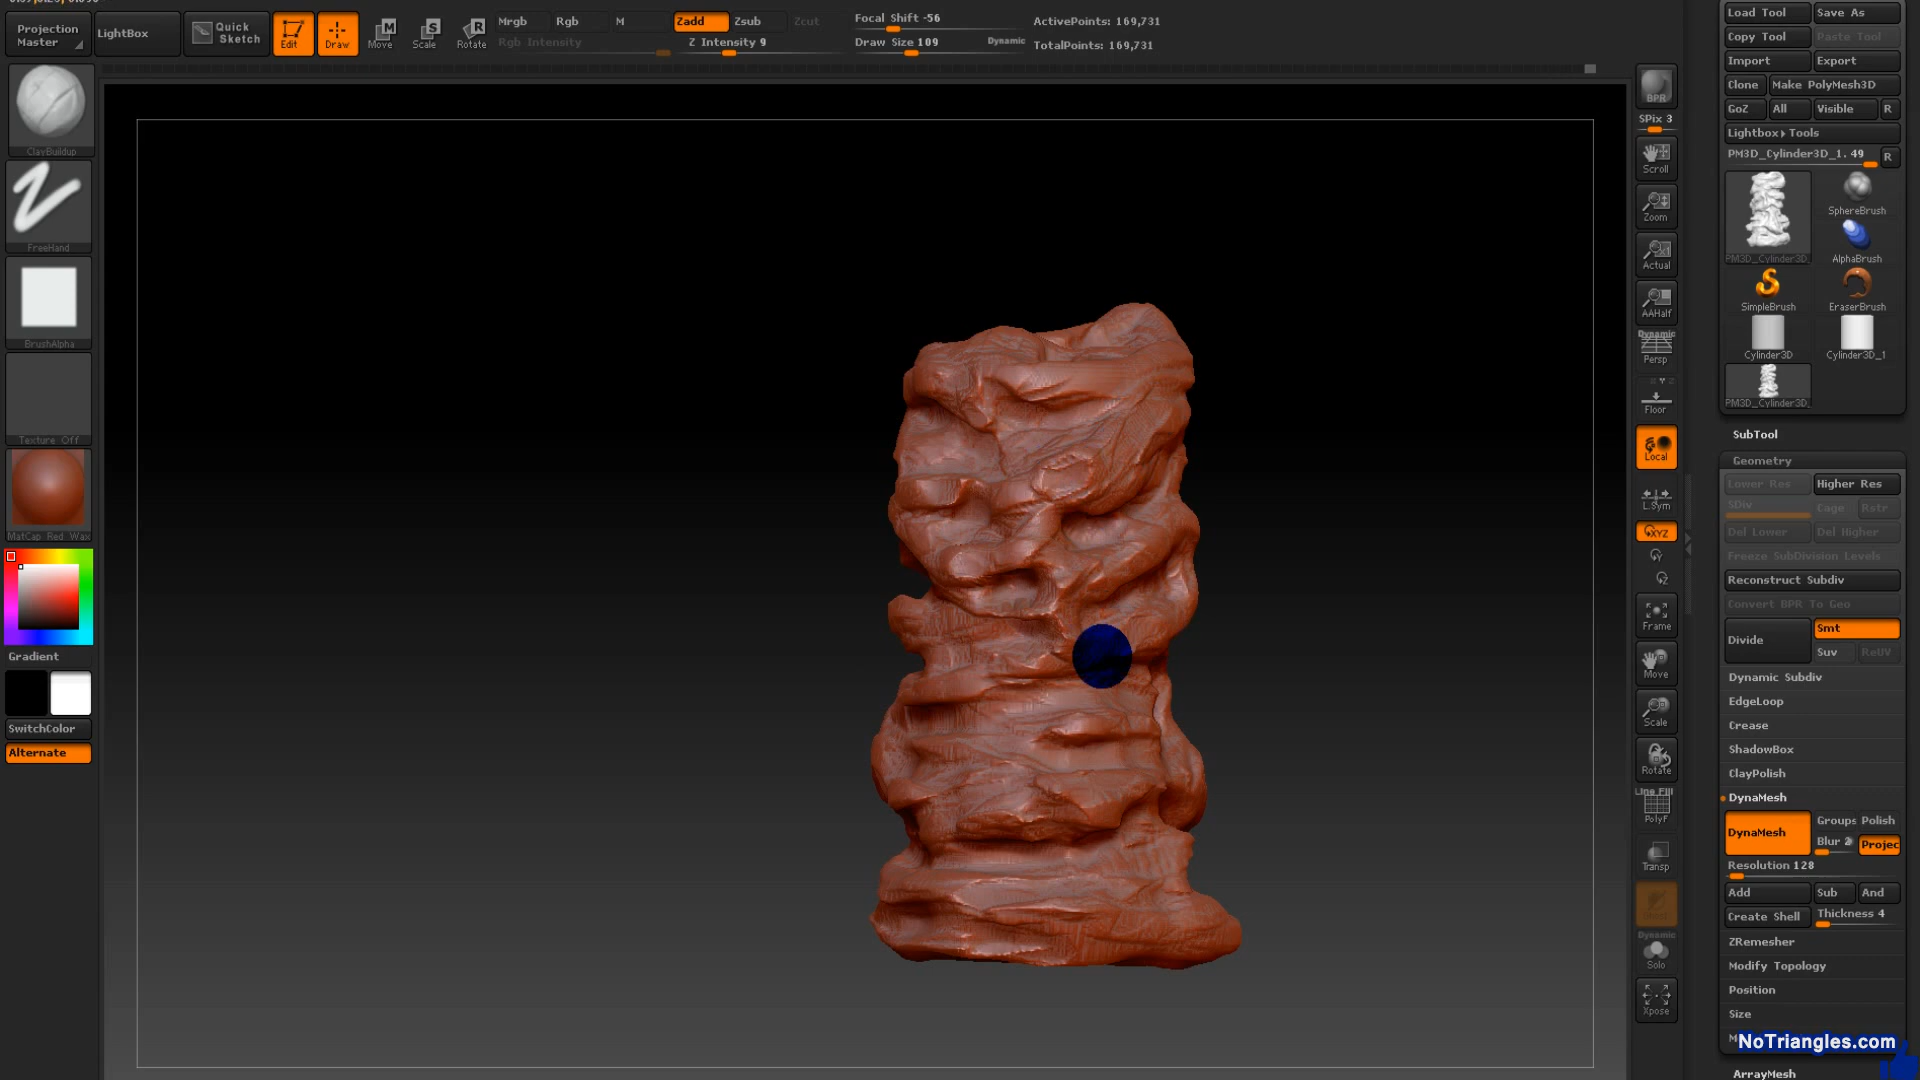 Projection
Master
LightBox
Quick
Sketch
Edit
Draw
Move
Scale
Rotate
Mrgb
Rgb
M
Rgb Intensity
Zadd
Zsub
Zcut
Z Intensity 9
Focal Shift -56
Draw Size 109
Dynamic
ActivePoints: 169,731
TotalPoints: 169,731
ClayBuildup
FreeHand
BrushAlpha
Texture Off
MatCap Red Wax
Gradient
SwitchColor
Alternate
BPR
SPix 3
Scroll
Zoom
Actual
AAHalf
Dynamic
Persp
Floor
Local
L.Sym
XYZ
Y
Z
Frame
Move
Scale
Rotate
Line Fill
PolyF
Transp
Dynamic
Solo
Xpose
Load Tool
Save As
Copy Tool
Paste Tool
Import
Export
Clone
Make PolyMesh3D
GoZ
All
Visible
R
Lightbox▸Tools
PM3D_Cylinder3D_1. 49
R
PM3D_Cylinder3D_
SphereBrush
AlphaBrush
SimpleBrush
EraserBrush
Cylinder3D
Cylinder3D_1
PM3D_Cylinder3D_
SubTool
Geometry
Lower Res
Higher Res
SDiv
Cage
Rstr
Del Lower
Del Higher
Freeze SubDivision Levels
Reconstruct Subdiv
Convert BPR To Geo
Divide
Smt
Suv
ReUV
Dynamic Subdiv
EdgeLoop
Crease
ShadowBox
ClayPolish
DynaMesh
DynaMesh
Groups
Polish
Blur 2
Projec
Resolution 128
Add
Sub
And
Create Shell
Thickness 4
ZRemesher
Modify Topology
Position
Size
NoTriangles.com
ArrayMesh